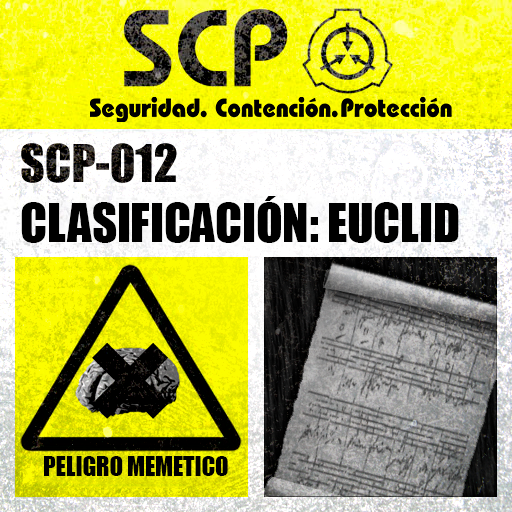 SCP
Seguridad. Contención. Protección
SCP-012
CLASIFICACIÓN: EUCLID
PELIGRO MEMETICO